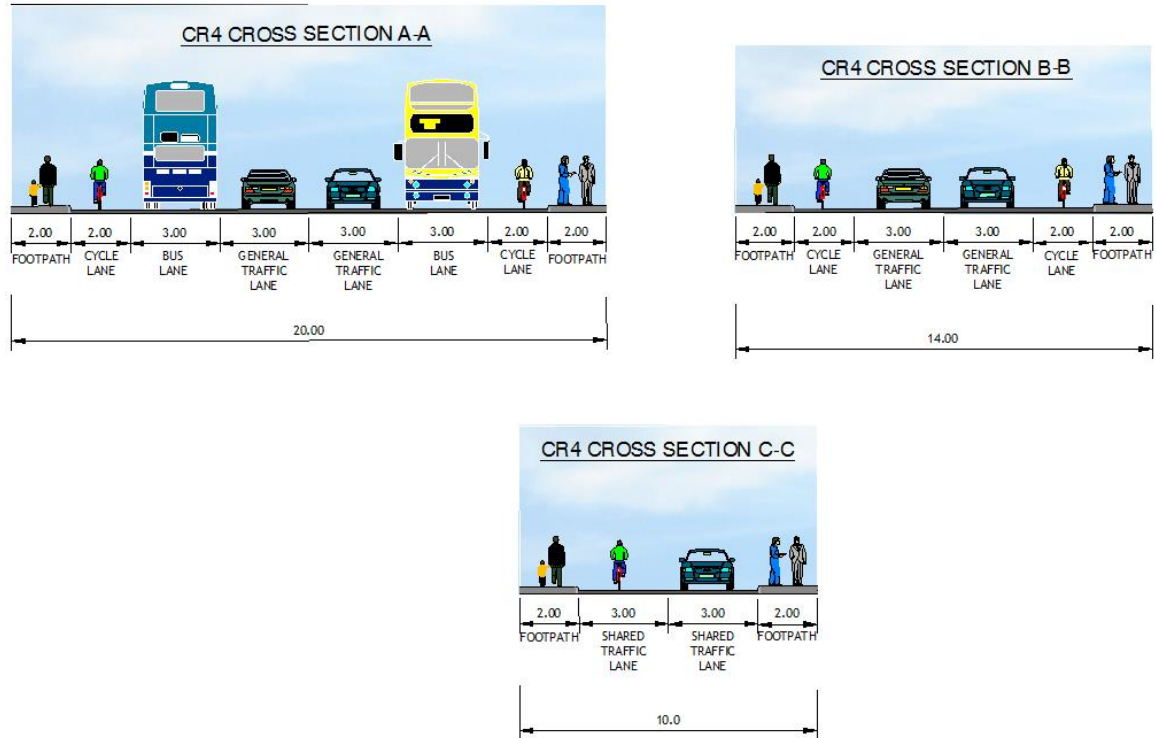 CR4 CROSS SECTION A-A
2.00 2.00 3.00 3.00 3.00 3.00 2.00 2.00
FOOTPATH CYCLE LANE BUS LANE GENERAL TRAFFIC LANE GENERAL TRAFFIC LANE BUS LANE CYCLE LANE FOOTPATH
20.00
CR4 CROSS SECTION B-B
2.00 2.00 3.00 3.00 2.00 2.00
FOOTPATH CYCLE LANE GENERAL TRAFFIC LANE GENERAL TRAFFIC LANE CYCLE LANE FOOTPATH
14.00
CR4 CROSS SECTION C-C
2.00 3.00 3.00 2.00
FOOTPATH SHARED TRAFFIC LANE SHARED TRAFFIC LANE FOOTPATH
10.0